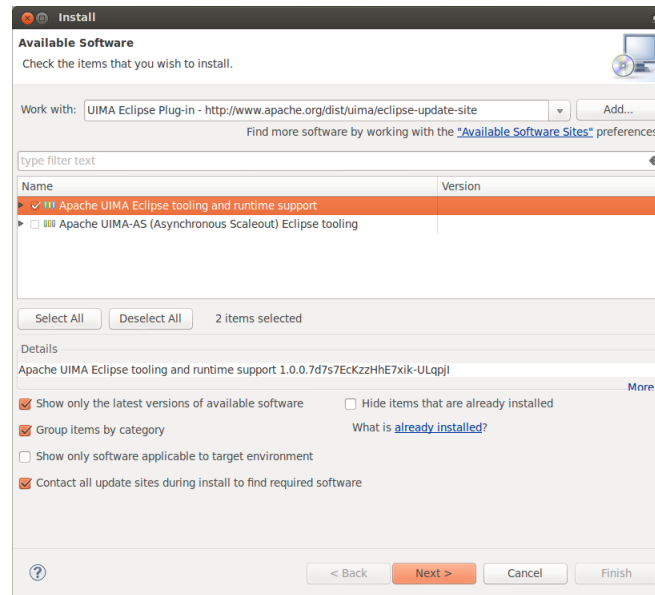 Install
Available Software
Check the items that you wish to install.
Work with: UIMA Eclipse Plug-in - http://www.apache.org/dist/uima/eclipse-update-site Add...
Find more software by working with the "Available Software Sites" preferences
type filter text
Name Version
Apache UIMA Eclipse tooling and runtime support
Apache UIMA-AS (Asynchronous Scaleout) Eclipse tooling
Select All Deselect All 2 items selected
Details
Apache UIMA Eclipse tooling and runtime support 1.0.0.7d7s7EcKzzHhE7xik-ULqpjI
More
Show only the latest versions of available software Hide items that are already installed
Group items by category What is already installed?
Show only software applicable to target environment
Contact all update sites during install to find required software
? < Back Next > Cancel Finish